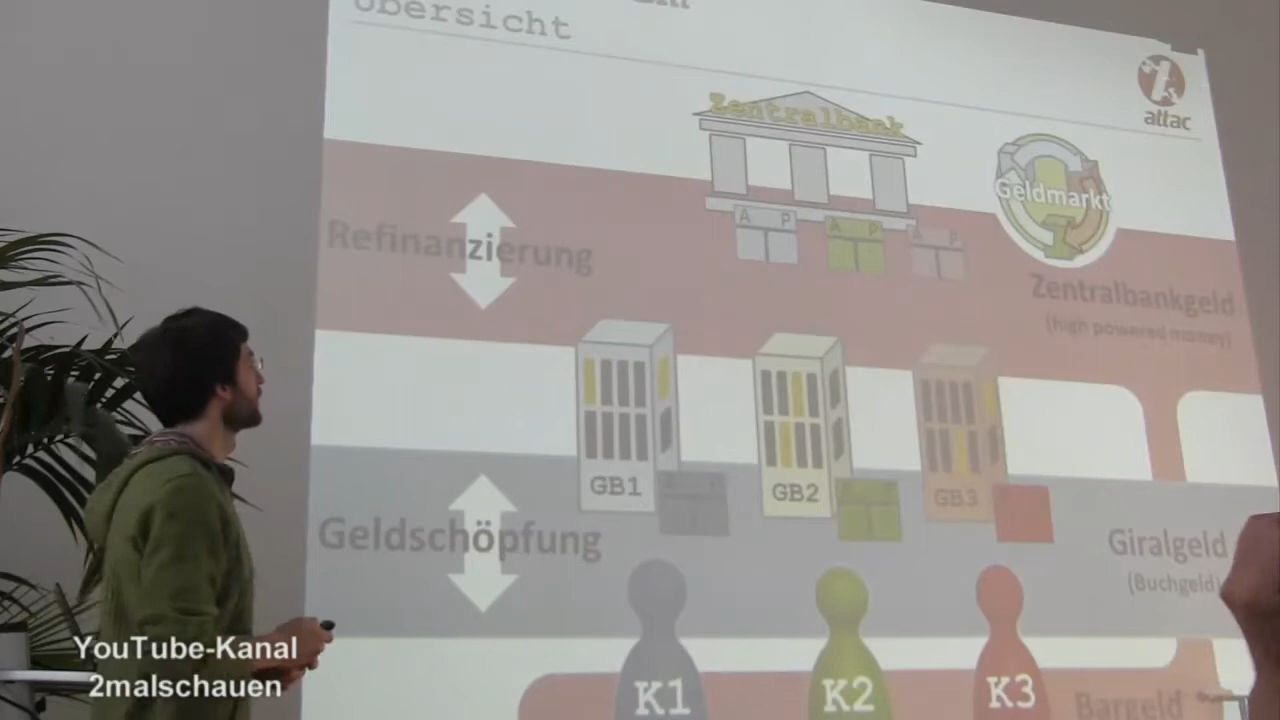 übersicht
attac
Zentralbank
Geldmarkt
A P
A P
A P
Refinanzierung
Zentralbankgeld
(high powered money)
GB1
GB2
GB3
Geldschöpfung
Giralgeld
(Buchgeld)
K1
K2
K3
Bargeld
YouTube-Kanal
2malschauen